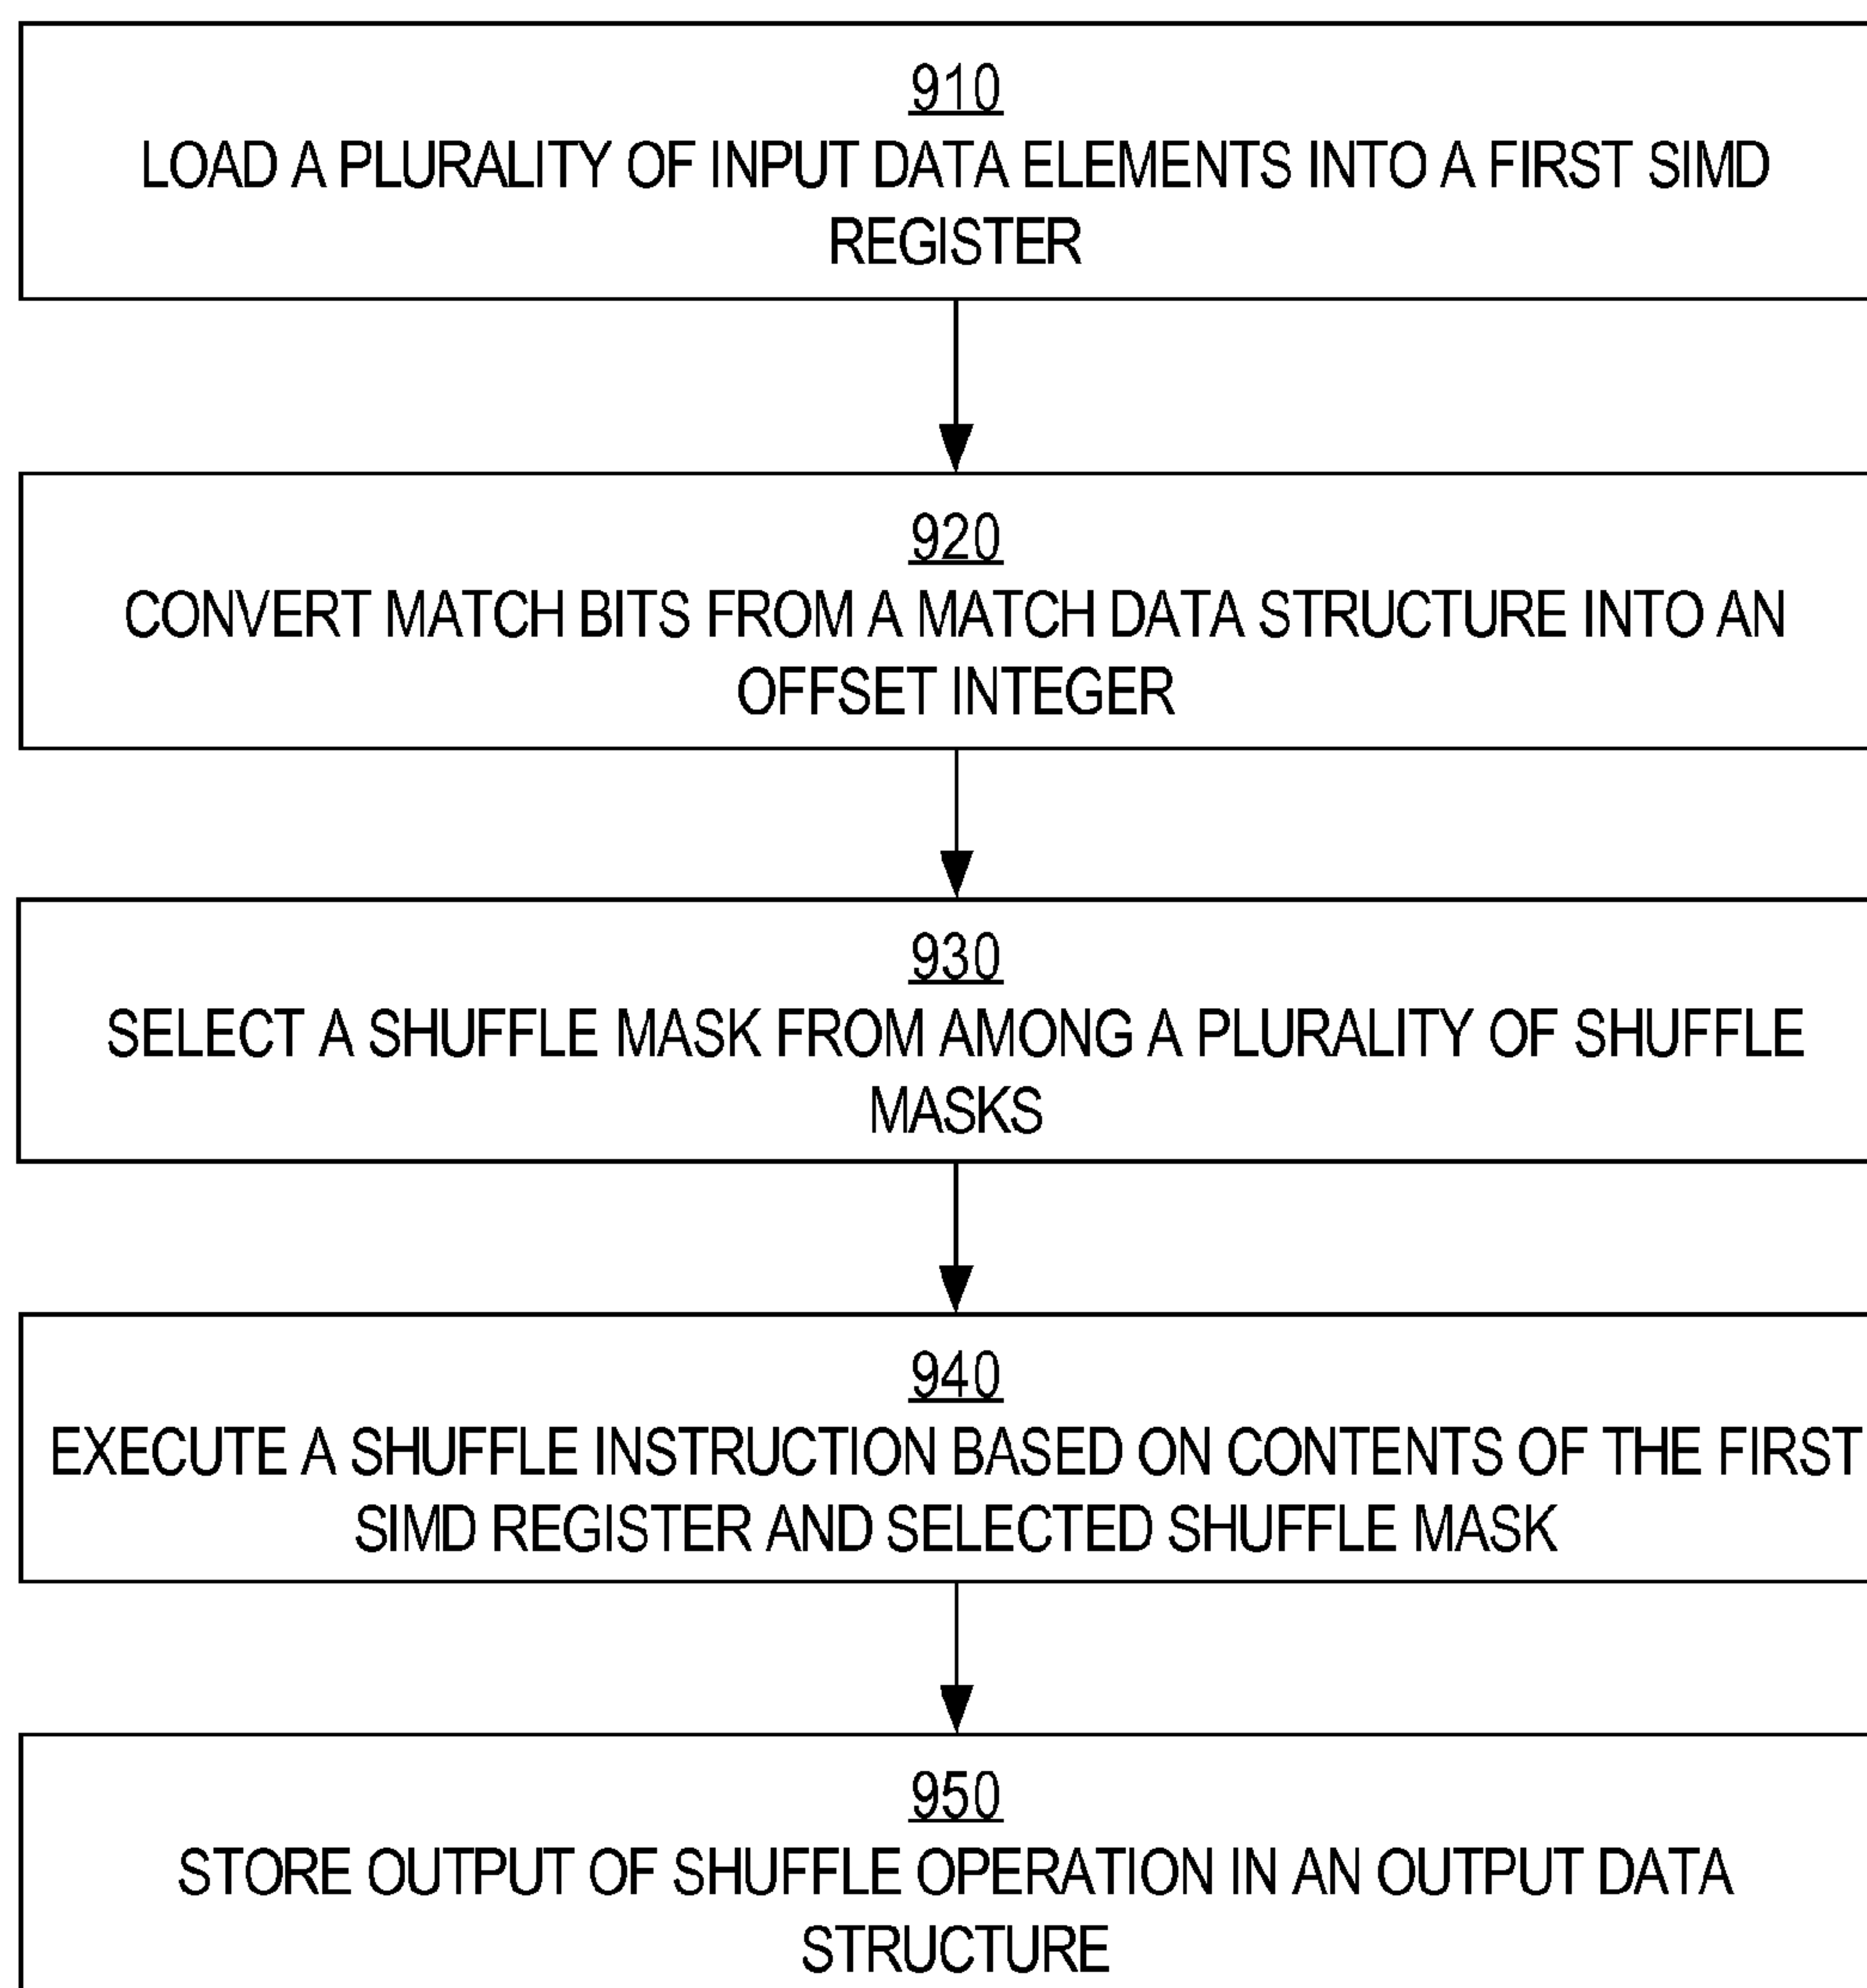 910
LOAD A PLURALITY OF INPUT DATA ELEMENTS INTO A FIRST SIMD
REGISTER
920
CONVERT MATCH BITS FROM A MATCH DATA STRUCTURE INTO AN
OFFSET INTEGER
930
SELECT A SHUFFLE MASK FROM AMONG A PLURALITY OF SHUFFLE
MASKS
940
EXECUTE A SHUFFLE INSTRUCTION BASED ON CONTENTS OF THE FIRST
SIMD REGISTER AND SELECTED SHUFFLE MASK
950
STORE OUTPUT OF SHUFFLE OPERATION IN AN OUTPUT DATA
STRUCTURE